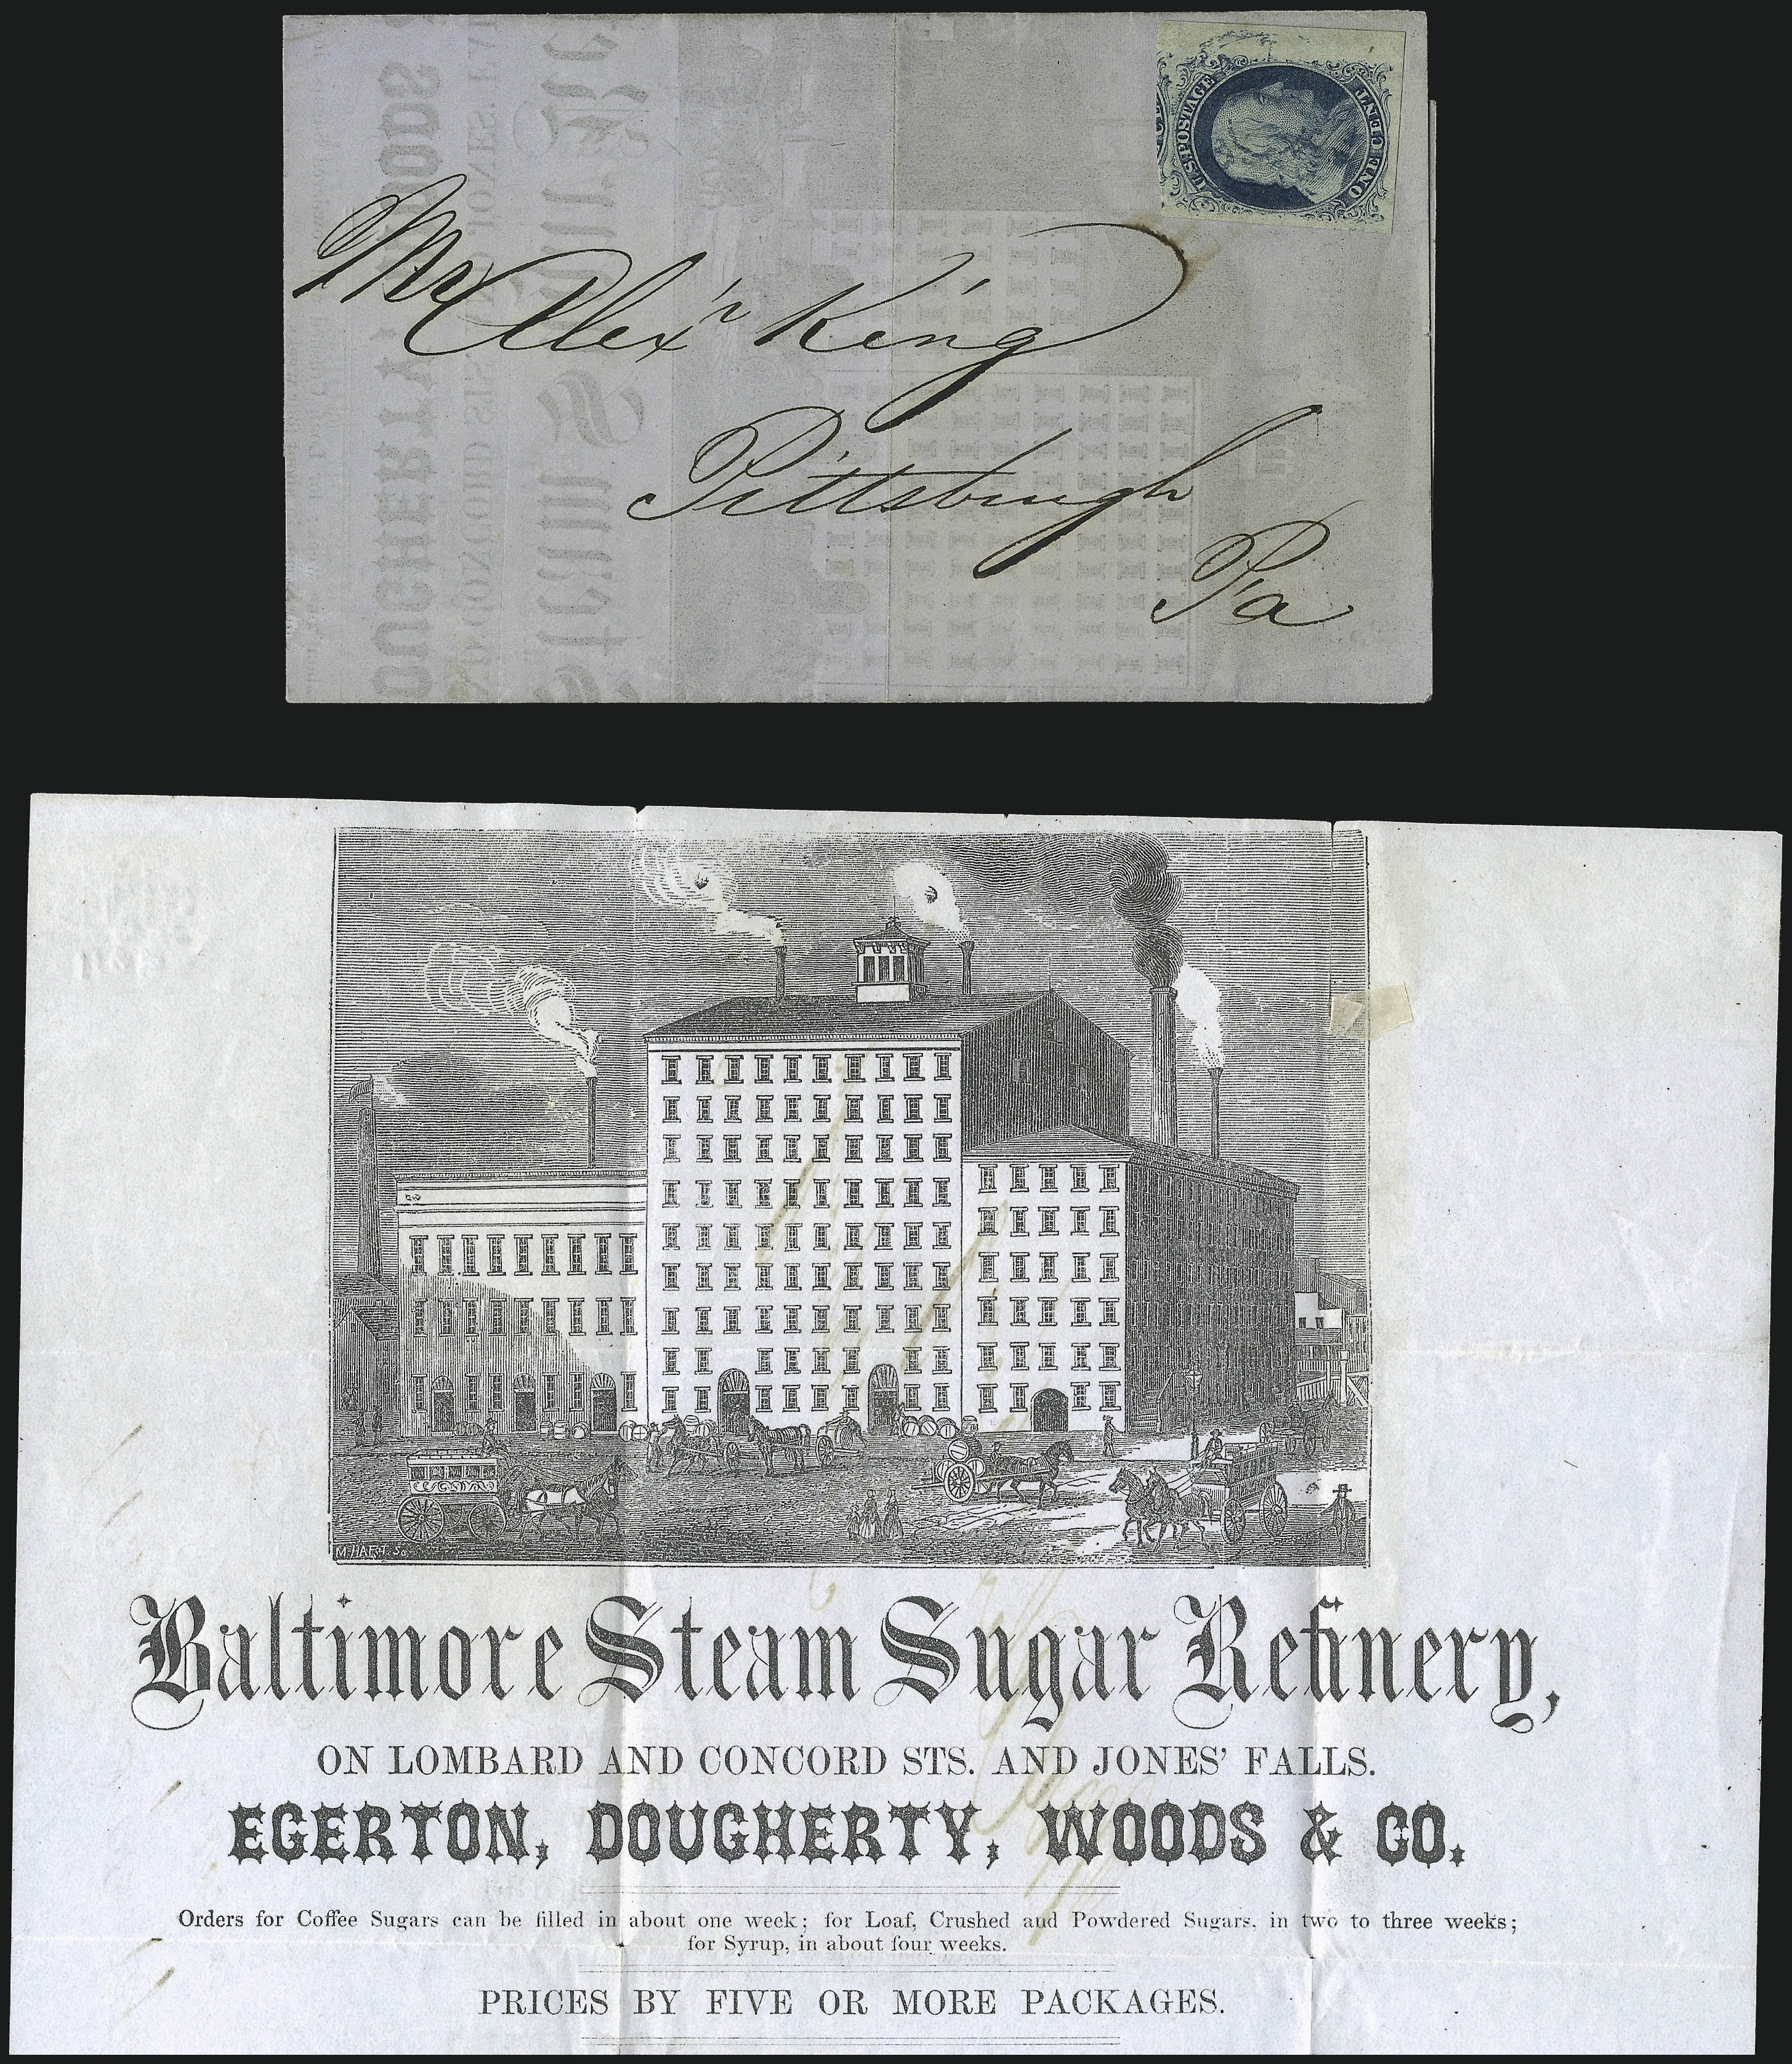 U.S. POSTAGE
ONE CENT
Mr Alex'r King
Pittsburgh
Pa
M. HART. Sc.
Baltimore Steam Sugar Refinery,
ON LOMBARD AND CONCORD STS. AND JONES' FALLS.
EGERTON, DOUGHERTY, WOODS & CO.
Orders for Coffee Sugars can be filled in about one week; for Loaf, Crushed and Powdered Sugars, in two to three weeks;
for Syrup, in about four weeks.
PRICES BY FIVE OR MORE PACKAGES.